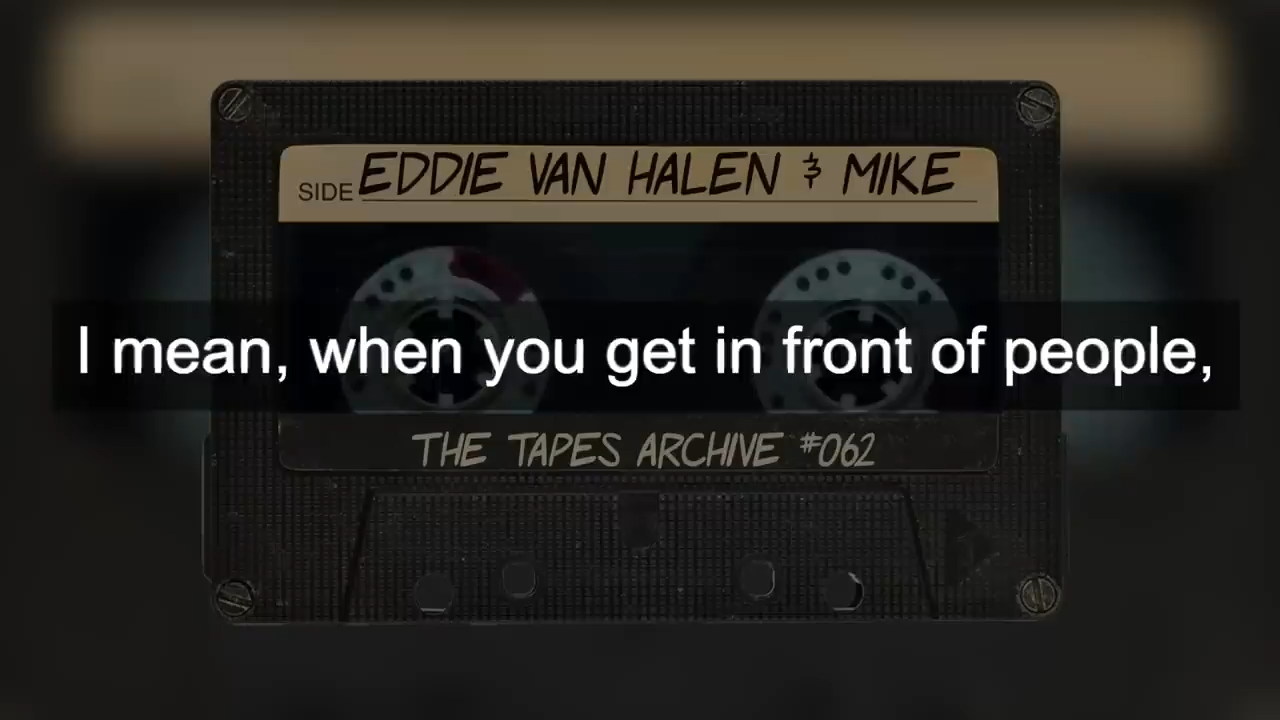 SIDE EDDIE VAN HALEN & MIKE
I mean, when you get in front of people,
THE TAPES ARCHIVE #062